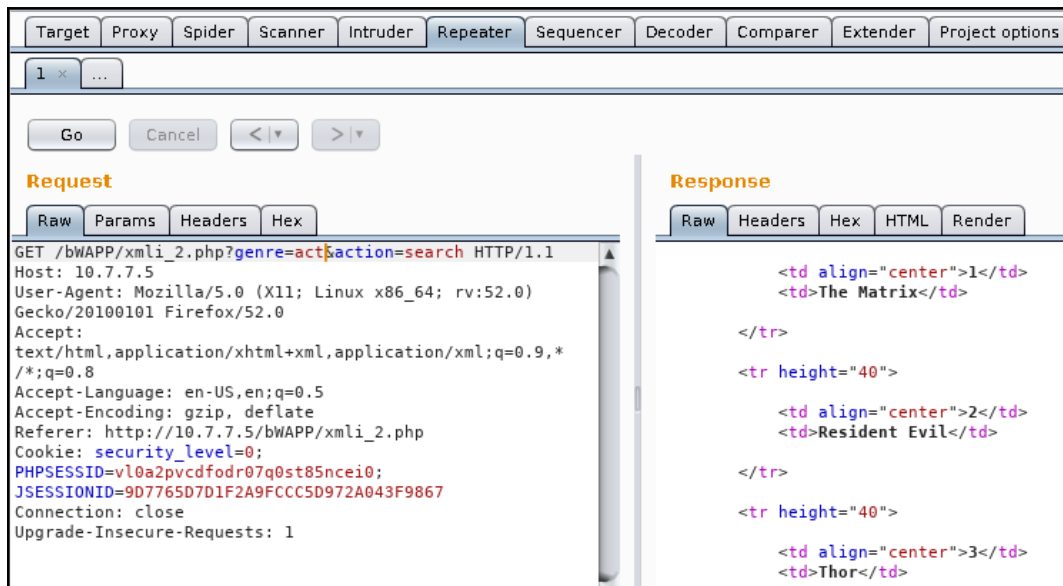 Target Proxy Spider Scanner Intruder Repeater Sequencer Decoder Comparer Extender Project options
1 × ...
Go Cancel < | ▼ > | ▼
Request
Raw Params Headers Hex
GET /bWAPP/xmli_2.php?genre=act&action=search HTTP/1.1
Host: 10.7.7.5
User-Agent: Mozilla/5.0 (X11; Linux x86_64; rv:52.0)
Gecko/20100101 Firefox/52.0
Accept:
text/html,application/xhtml+xml,application/xml;q=0.9,*
/*;q=0.8
Accept-Language: en-US,en;q=0.5
Accept-Encoding: gzip, deflate
Referer: http://10.7.7.5/bWAPP/xmli_2.php
Cookie: security_level=0;
PHPSESSID=vl0a2pvcdfodr07q0st85ncei0;
JSESSIONID=9D7765D7D1F2A9FCCC5D972A043F9867
Connection: close
Upgrade-Insecure-Requests: 1
Response
Raw Headers Hex HTML Render
<td align="center">1</td>
<td>The Matrix</td>
</tr>
<tr height="40">
<td align="center">2</td>
<td>Resident Evil</td>
</tr>
<tr height="40">
<td align="center">3</td>
<td>Thor</td>